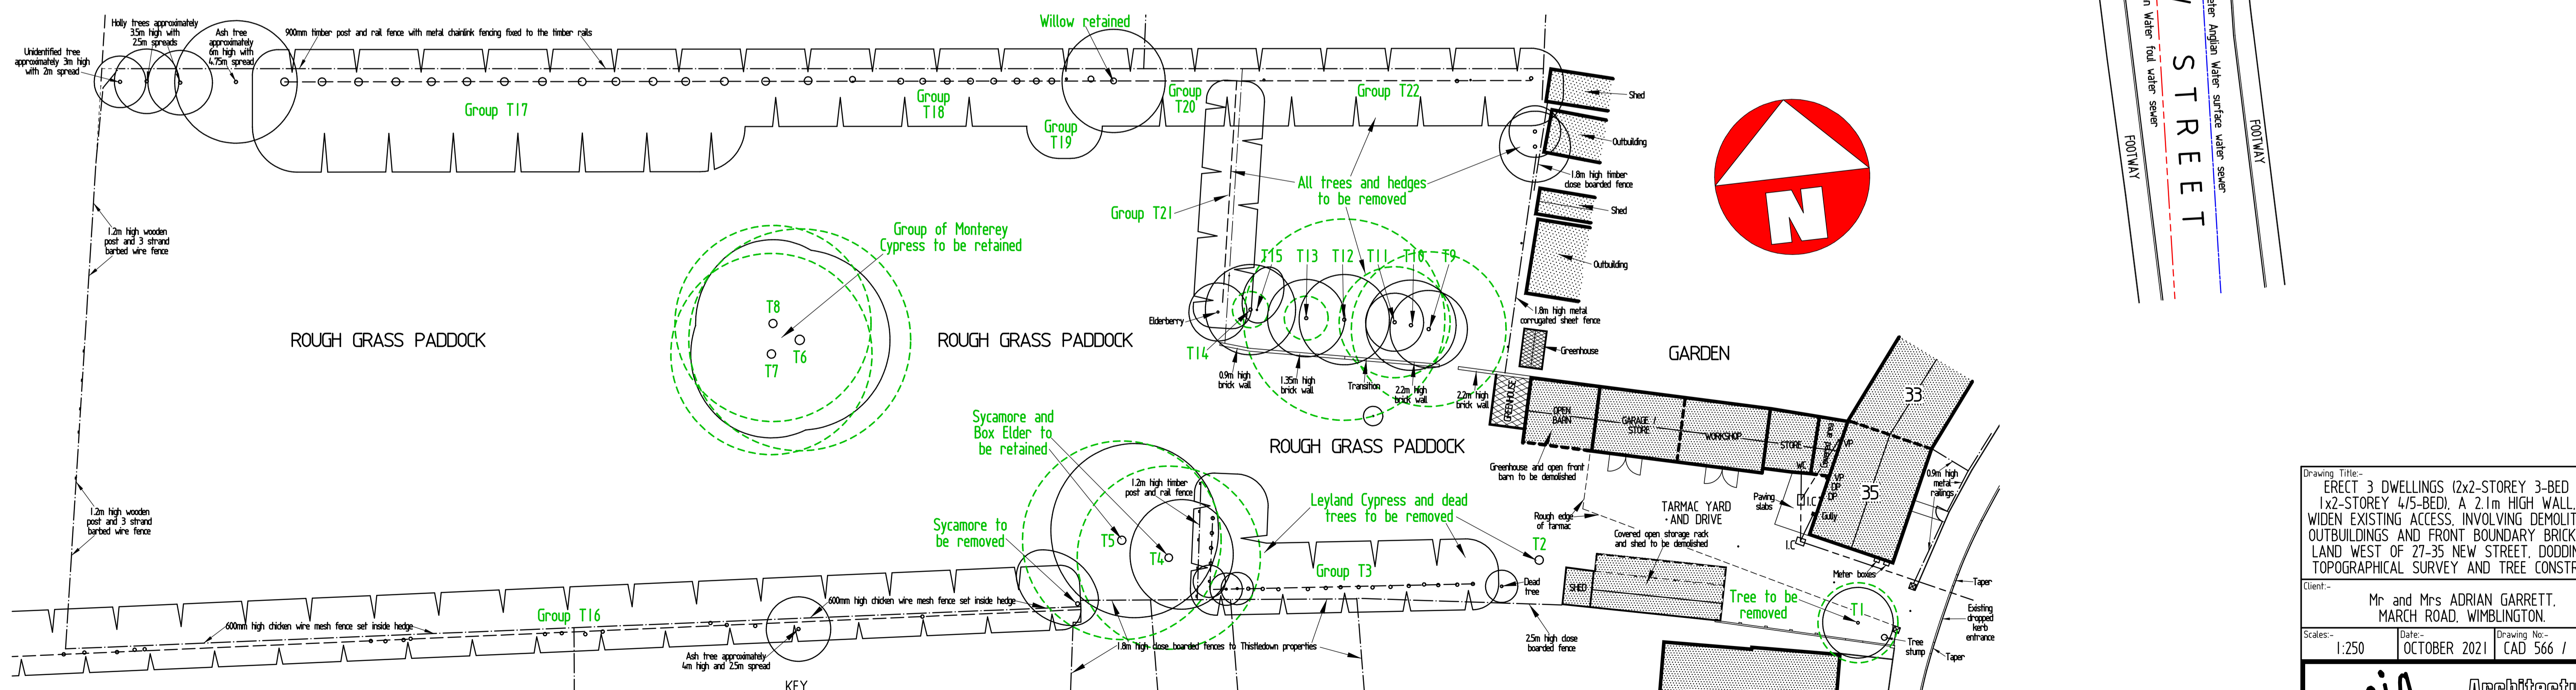 Unidentified tree
approximately 3m high
with 2m spread
Holly trees approximately
3.5m high with
2.5m spreads
Ash tree
approximately
6m high with
4.75m spread
900mm timber post and rail fence with metal chainlink fencing fixed to the timber rails
Willow retained
Group T17
Group
T18
Group
T19
Group
T20
Group T22
Shed
Outbuilding
1.8m high timber
close boarded fence
All trees and hedges
to be removed
Group T21
Shed
Outbuilding
1.2m high wooden
post and 3 strand
barbed wire fence
Group of Monterey
Cypress to be retained
T15
T13
T12
T11
T10
T9
T8
T6
T7
Elderberry
T14
0.9m high
brick wall
1.35m high
brick wall
Transition
2.2m high
brick wall
2.2m high
brick wall
1.8m high metal
corrugated sheet fence
Greenhouse
ROUGH GRASS PADDOCK
ROUGH GRASS PADDOCK
GARDEN
N
STREET
FOOTWAY
FOOTWAY
Water foul water sewer
Anglian Water surface water sewer
GREENHOUSE
OPEN
BARN
GARAGE /
STORE
WORKSHOP
STORE
Covered area
W.C.
VP
33
35
VP
DP
DP
I.C
Gully
I.C
0.9m high
metal
railings
Sycamore and
Box Elder to
be retained
ROUGH GRASS PADDOCK
Greenhouse and open front
barn to be demolished
1.2m high timber
post and rail fence
Leyland Cypress and dead
trees to be removed
Rough edge
of Tarmac
TARMAC YARD
AND DRIVE
Paving
slabs
Covered open storage rack
and shed to be demolished
1.2m high wooden
post and 3 strand
barbed wire fence
Sycamore to
be removed
T5
T4
T2
Group T3
Dead
tree
SHED
Meter boxes
Taper
Tree to be
removed
T1
Existing
dropped
kerb
entrance
Tree
stump
Taper
2.5m high close
boarded fence
Group T16
600mm high chicken wire mesh fence set inside hedge
600mm high chicken wire mesh fence set inside hedge
Ash tree approximately
4m high and 2.5m spread
1.8m high close boarded fences to Thistledown properties
KEY
Drawing Title:-
ERECT 3 DWELLINGS (2x2-STOREY 3-BED
1x2-STOREY 4/5-BED), A 2.1m HIGH WALL,
WIDEN EXISTING ACCESS, INVOLVING DEMOLIT
OUTBUILDINGS AND FRONT BOUNDARY BRICK
LAND WEST OF 27-35 NEW STREET, DODDIN
TOPOGRAPHICAL SURVEY AND TREE CONSTR
Client:-
Mr and Mrs ADRIAN GARRETT,
MARCH ROAD, WIMBLINGTON.
Scales:-
1:250
Date:-
OCTOBER 2021
Drawing No:-
CAD 566 /